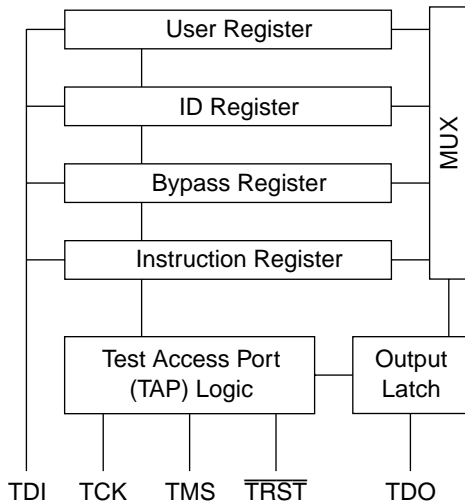 User Register
ID Register
Bypass Register
Instruction Register
MUX
Test Access Port
(TAP) Logic
Output
Latch
TDI
TCK
TMS
T̅R̅S̅T̅
TDO